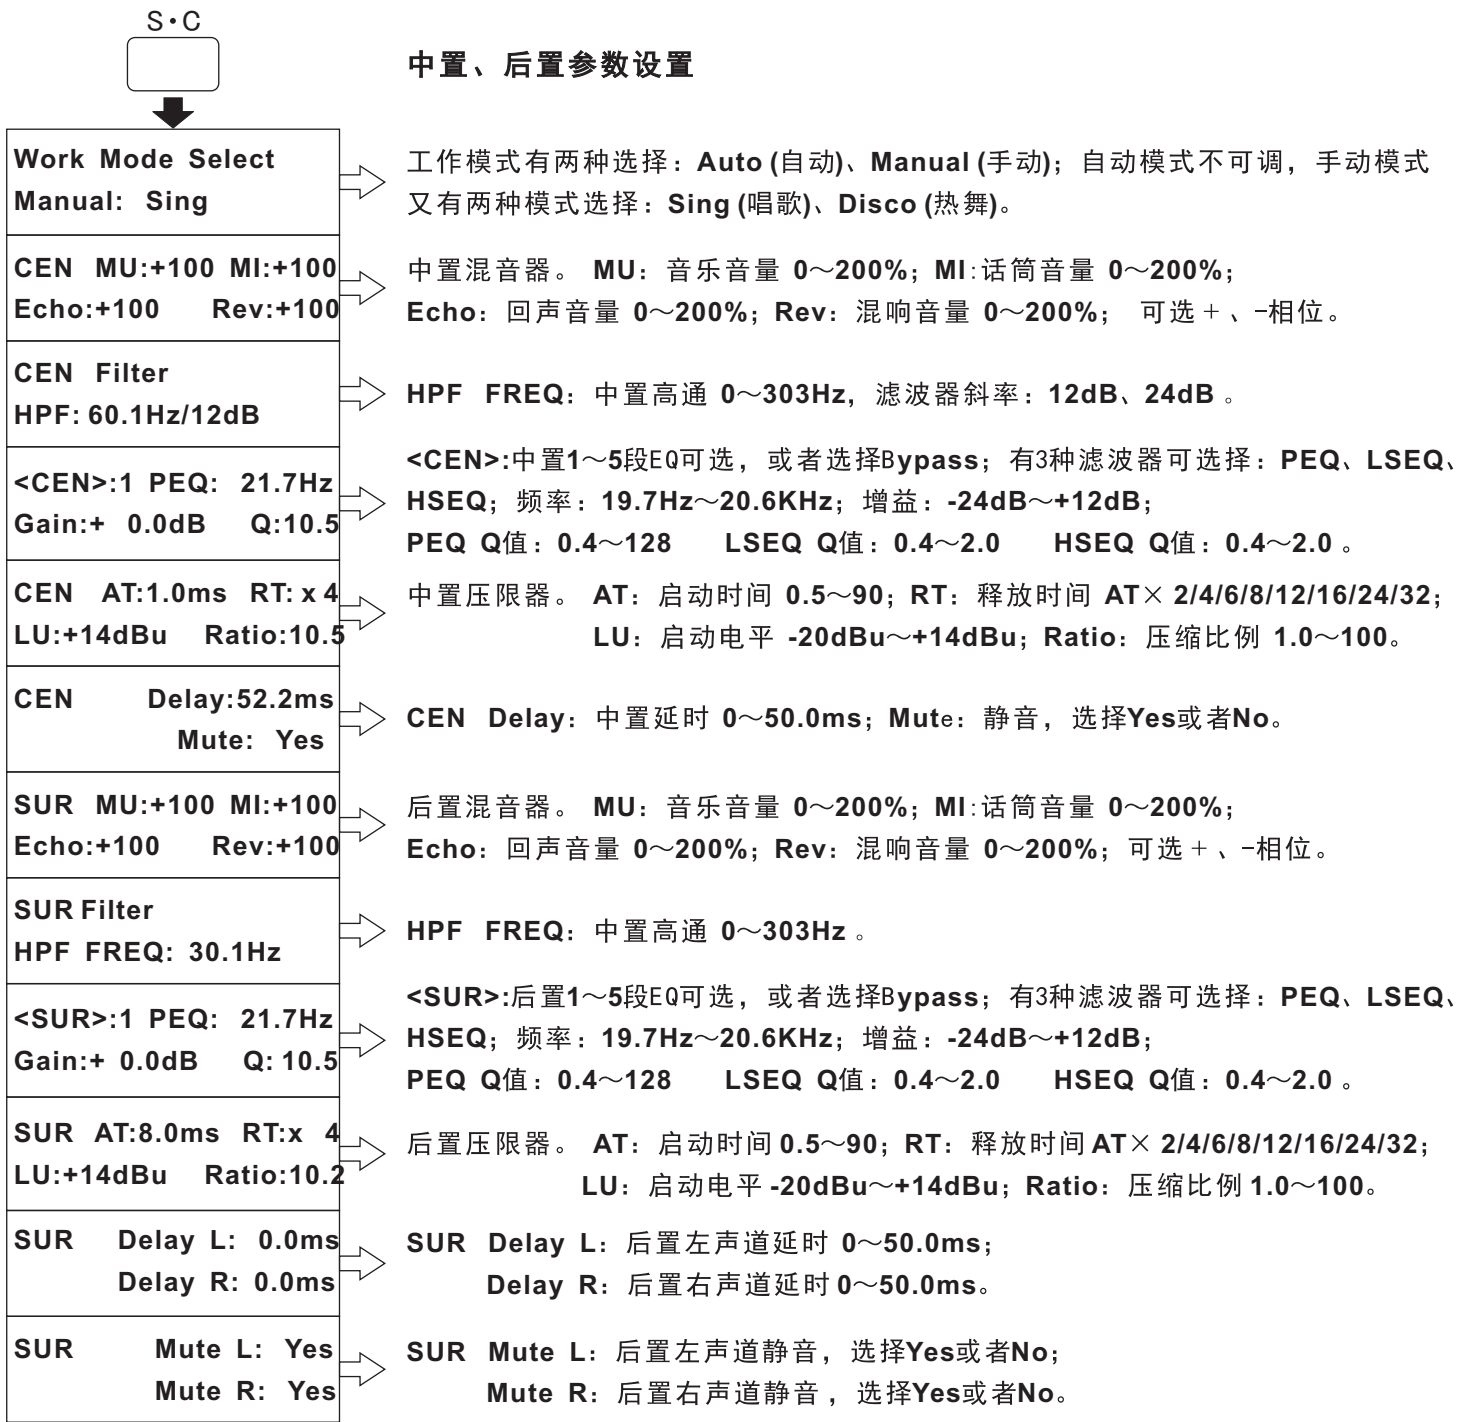 S·C
中置、后置参数设置
Work Mode Select
Manual: Sing
工作模式有两种选择：Auto (自动)、Manual (手动)；自动模式不可调，手动模式
又有两种模式选择：Sing (唱歌)、Disco (热舞)。
CEN MU:+100 MI:+100
Echo:+100 Rev:+100
中置混音器。 MU：音乐音量 0～200%；MI:话筒音量 0～200%；
Echo：回声音量 0～200%；Rev：混响音量 0～200%； 可选＋、-相位。
CEN Filter
HPF: 60.1Hz/12dB
HPF FREQ：中置高通 0～303Hz，滤波器斜率：12dB、24dB 。
<CEN>:1 PEQ: 21.7Hz
Gain:+ 0.0dB Q:10.5
<CEN>:中置1～5段EQ可选，或者选择Bypass；有3种滤波器可选择：PEQ、LSEQ、
HSEQ；频率：19.7Hz～20.6KHz；增益：-24dB～+12dB；
PEQ Q值：0.4～128 LSEQ Q值：0.4～2.0 HSEQ Q值：0.4～2.0 。
CEN AT:1.0ms RT: x 4
LU:+14dBu Ratio:10.5
中置压限器。 AT：启动时间 0.5～90；RT：释放时间 AT× 2/4/6/8/12/16/24/32；
LU：启动电平 -20dBu～+14dBu；Ratio：压缩比例 1.0～100。
CEN Delay:52.2ms
Mute: Yes
CEN Delay：中置延时 0～50.0ms；Mute：静音，选择Yes或者No。
SUR MU:+100 MI:+100
Echo:+100 Rev:+100
后置混音器。 MU：音乐音量 0～200%；MI:话筒音量 0～200%；
Echo：回声音量 0～200%；Rev：混响音量 0～200%；可选＋、-相位。
SUR Filter
HPF FREQ: 30.1Hz
HPF FREQ：中置高通 0～303Hz 。
<SUR>:1 PEQ: 21.7Hz
Gain:+ 0.0dB Q: 10.5
<SUR>:后置1～5段EQ可选，或者选择Bypass；有3种滤波器可选择：PEQ、LSEQ、
HSEQ；频率：19.7Hz～20.6KHz；增益：-24dB～+12dB；
PEQ Q值：0.4～128 LSEQ Q值：0.4～2.0 HSEQ Q值：0.4～2.0 。
SUR AT:8.0ms RT:x 4
LU:+14dBu Ratio:10.2
后置压限器。 AT：启动时间 0.5～90；RT：释放时间 AT× 2/4/6/8/12/16/24/32；
LU：启动电平 -20dBu～+14dBu；Ratio：压缩比例 1.0～100。
SUR Delay L: 0.0ms
Delay R: 0.0ms
SUR Delay L：后置左声道延时 0～50.0ms；
Delay R：后置右声道延时 0～50.0ms。
SUR Mute L: Yes
Mute R: Yes
SUR Mute L：后置左声道静音，选择Yes或者No；
Mute R：后置右声道静音，选择Yes或者No。